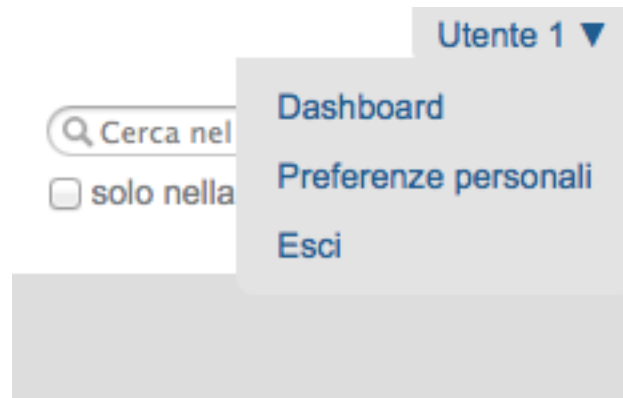 Utente 1 ▼
Dashboard
Cerca nel
Preferenze personali
solo nella
Esci